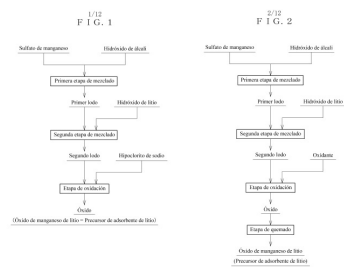 1/12
FIG. 1
Sulfato de manganeso
Hidróxido de álcali
Primera etapa de mezclado
Primer lodo
Hidróxido de litio
Segunda etapa de mezclado
Segundo lodo
Hipoclorito de sodio
Etapa de oxidación
Óxido
(Óxido de manganeso de litio = Precursor de adsorbente de litio)
2/12
FIG. 2
Sulfato de manganeso
Hidróxido de álcali
Primera etapa de mezclado
Primer lodo
Hidróxido de litio
Segunda etapa de mezclado
Segundo lodo
Oxidante
Etapa de oxidación
Óxido
Etapa de quemado
Óxido de manganeso de litio
(Precursor de adsorbente de litio)